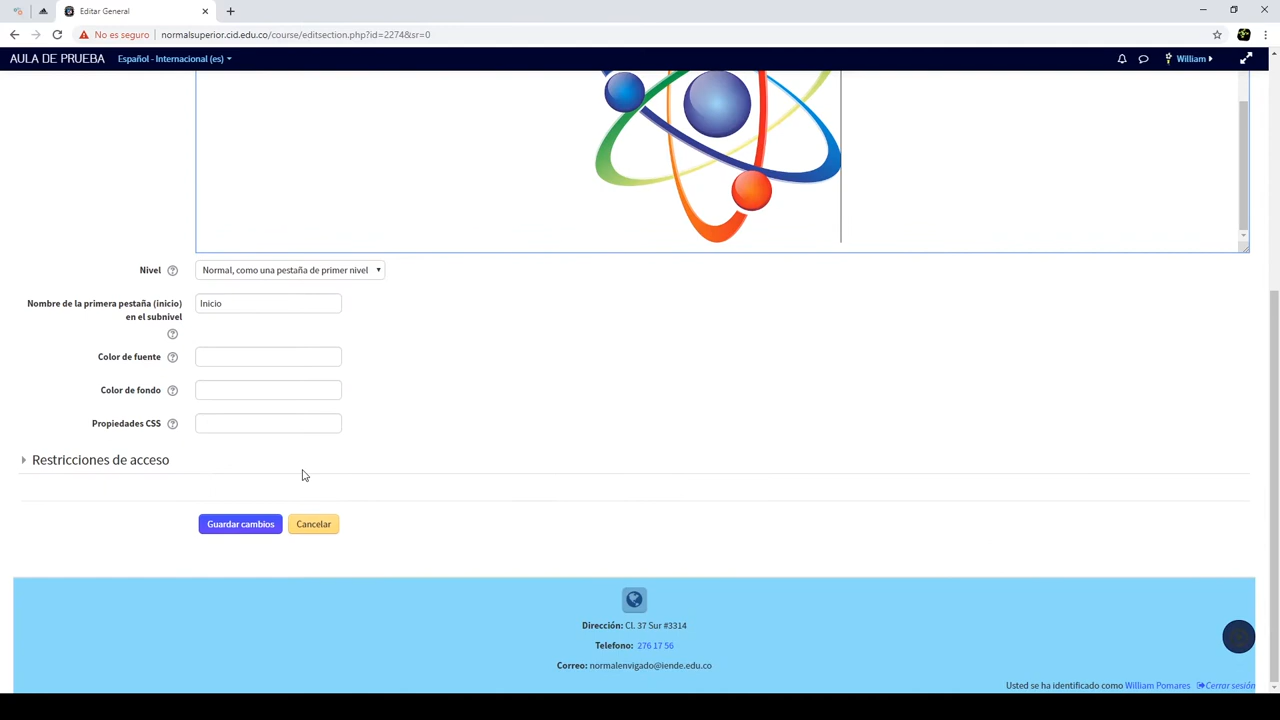 Editar General
No es seguro
normalsuperior.cid.edu.co/course/editsection.php?id=2274&sr=0
AULA DE PRUEBA
Español - Internacional (es)
William
Nivel
Normal, como una pestaña de primer nivel
Nombre de la primera pestaña (inicio)
en el subnivel
Inicio
Color de fuente
Color de fondo
Propiedades CSS
Restricciones de acceso
Guardar cambios
Cancelar
Dirección: Cl. 37 Sur #3314
Telefono: 276 17 56
Correo: normalenvigado@iende.edu.co
Usted se ha identificado como William Pomares Cerrar sesión